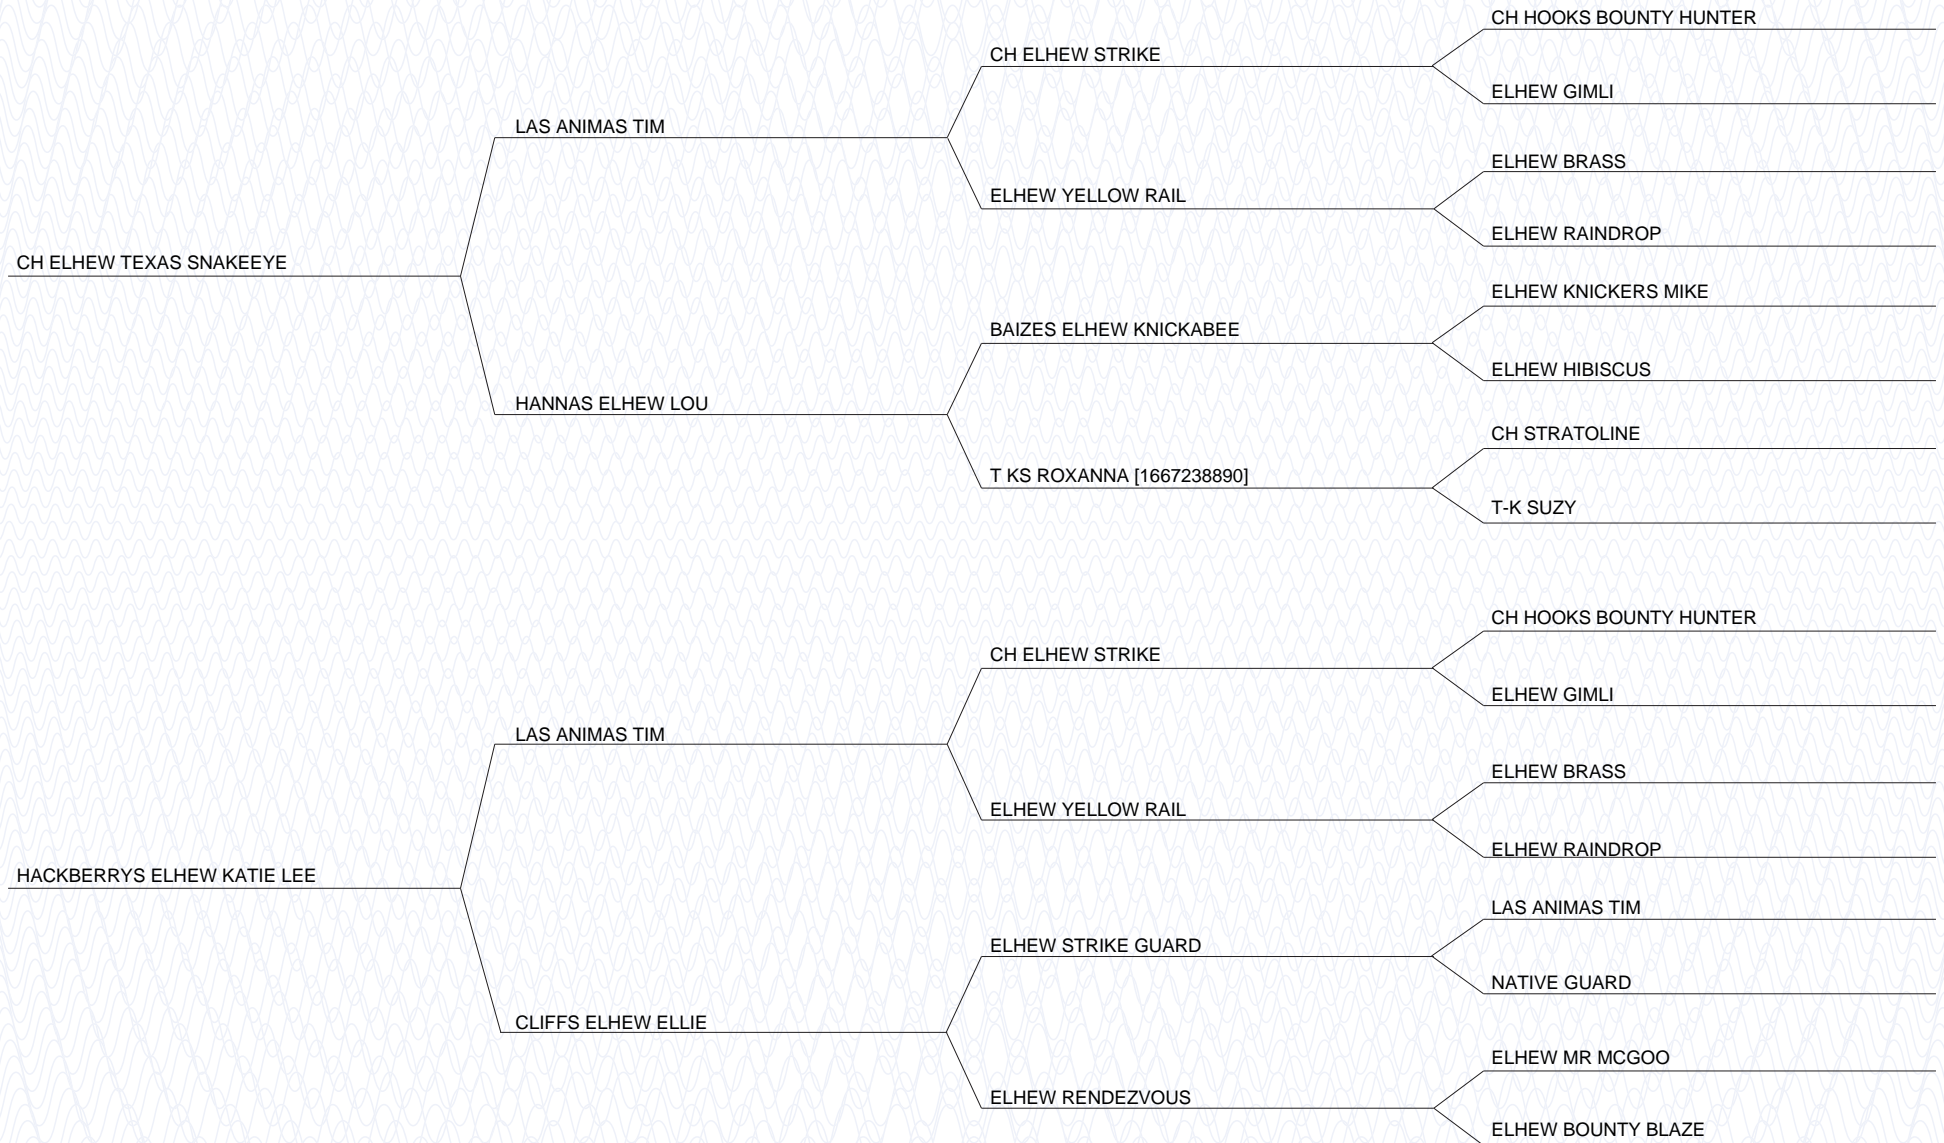 CH HOOKS BOUNTY HUNTER
CH ELHEW STRIKE
ELHEW GIMLI
LAS ANIMAS TIM
ELHEW BRASS
ELHEW YELLOW RAIL
ELHEW RAINDROP
CH ELHEW TEXAS SNAKEEYE
ELHEW KNICKERS MIKE
BAIZES ELHEW KNICKABEE
ELHEW HIBISCUS
HANNAS ELHEW LOU
CH STRATOLINE
T KS ROXANNA [1667238890]
T-K SUZY
CH HOOKS BOUNTY HUNTER
CH ELHEW STRIKE
ELHEW GIMLI
LAS ANIMAS TIM
ELHEW BRASS
ELHEW YELLOW RAIL
ELHEW RAINDROP
HACKBERRYS ELHEW KATIE LEE
LAS ANIMAS TIM
ELHEW STRIKE GUARD
NATIVE GUARD
CLIFFS ELHEW ELLIE
ELHEW MR MCGOO
ELHEW RENDEZVOUS
ELHEW BOUNTY BLAZE